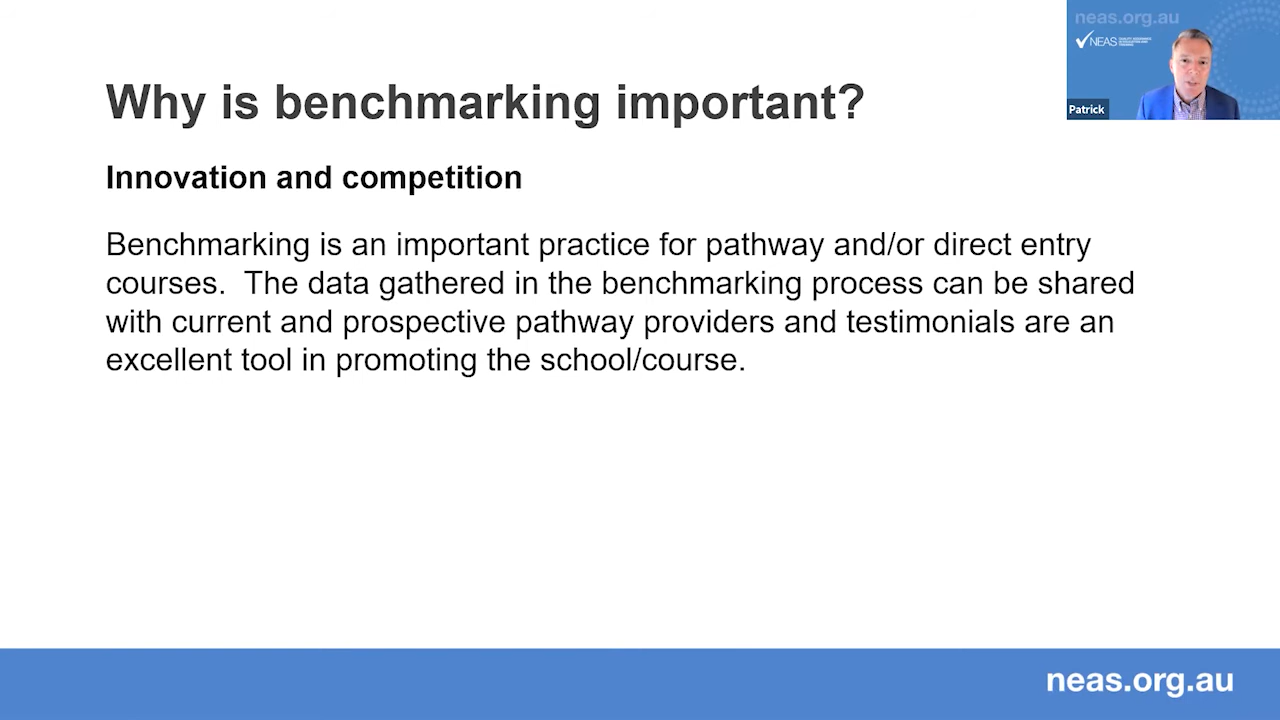 Why is benchmarking important?
Innovation and competition
Benchmarking is an important practice for pathway and/or direct entry
courses.  The data gathered in the benchmarking process can be shared
with current and prospective pathway providers and testimonials are an
excellent tool in promoting the school/course.
neas.org.au
NEAS
Patrick
neas.org.au